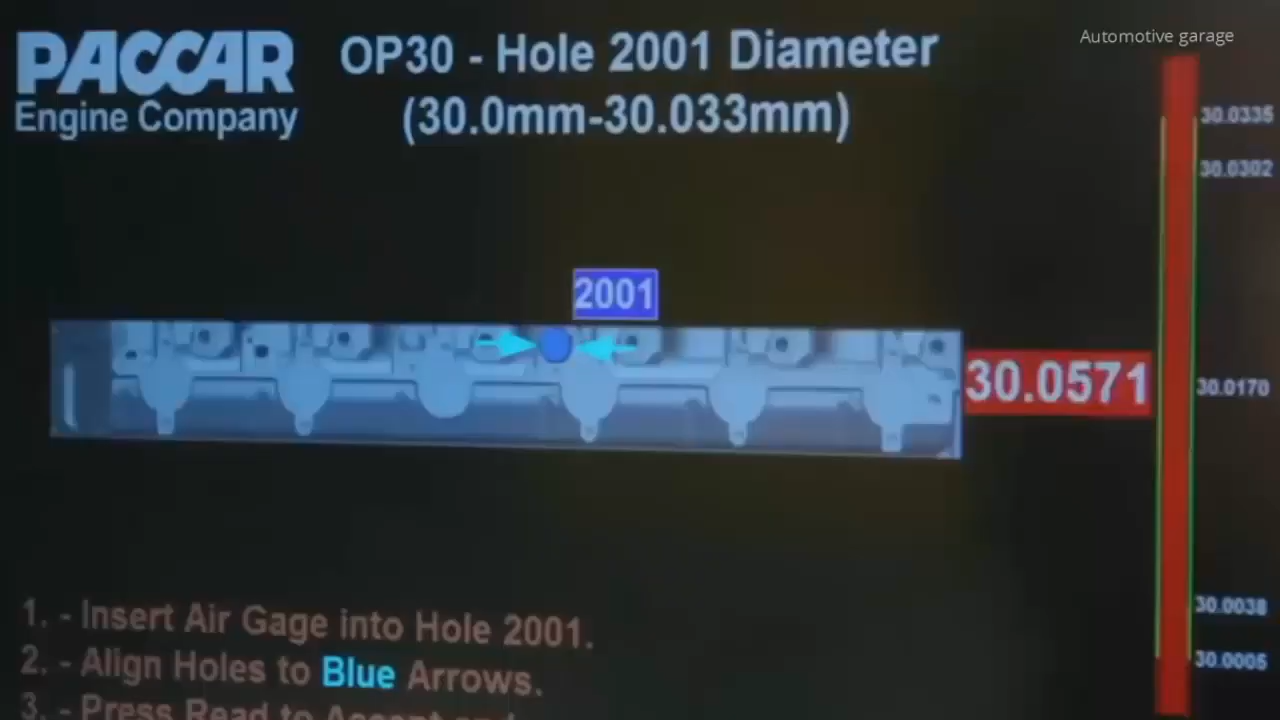 PACCAR
Engine Company
OP30 - Hole 2001 Diameter
(30.0mm-30.033mm)
Automotive garage
30.0335
30.0302
2001
30.0571
30.0170
30.0038
30.0005
1. - Insert Air Gage into Hole 2001.
2. - Align Holes to Blue Arrows.
3. - Press Read to Accept and